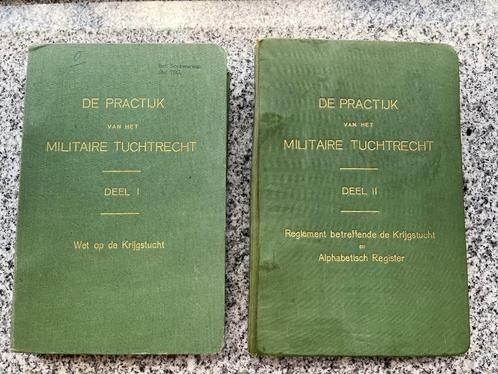 DE PRACTIJK
VAN HET
MILITAIRE TUCHTRECHT
DEEL I
Wet op de Krijgstucht
DE PRACTIJK
VAN HET
MILITAIRE TUCHTRECHT
DEEL II
Reglement betreffende de Krijgstucht
en
Alphabetisch Register